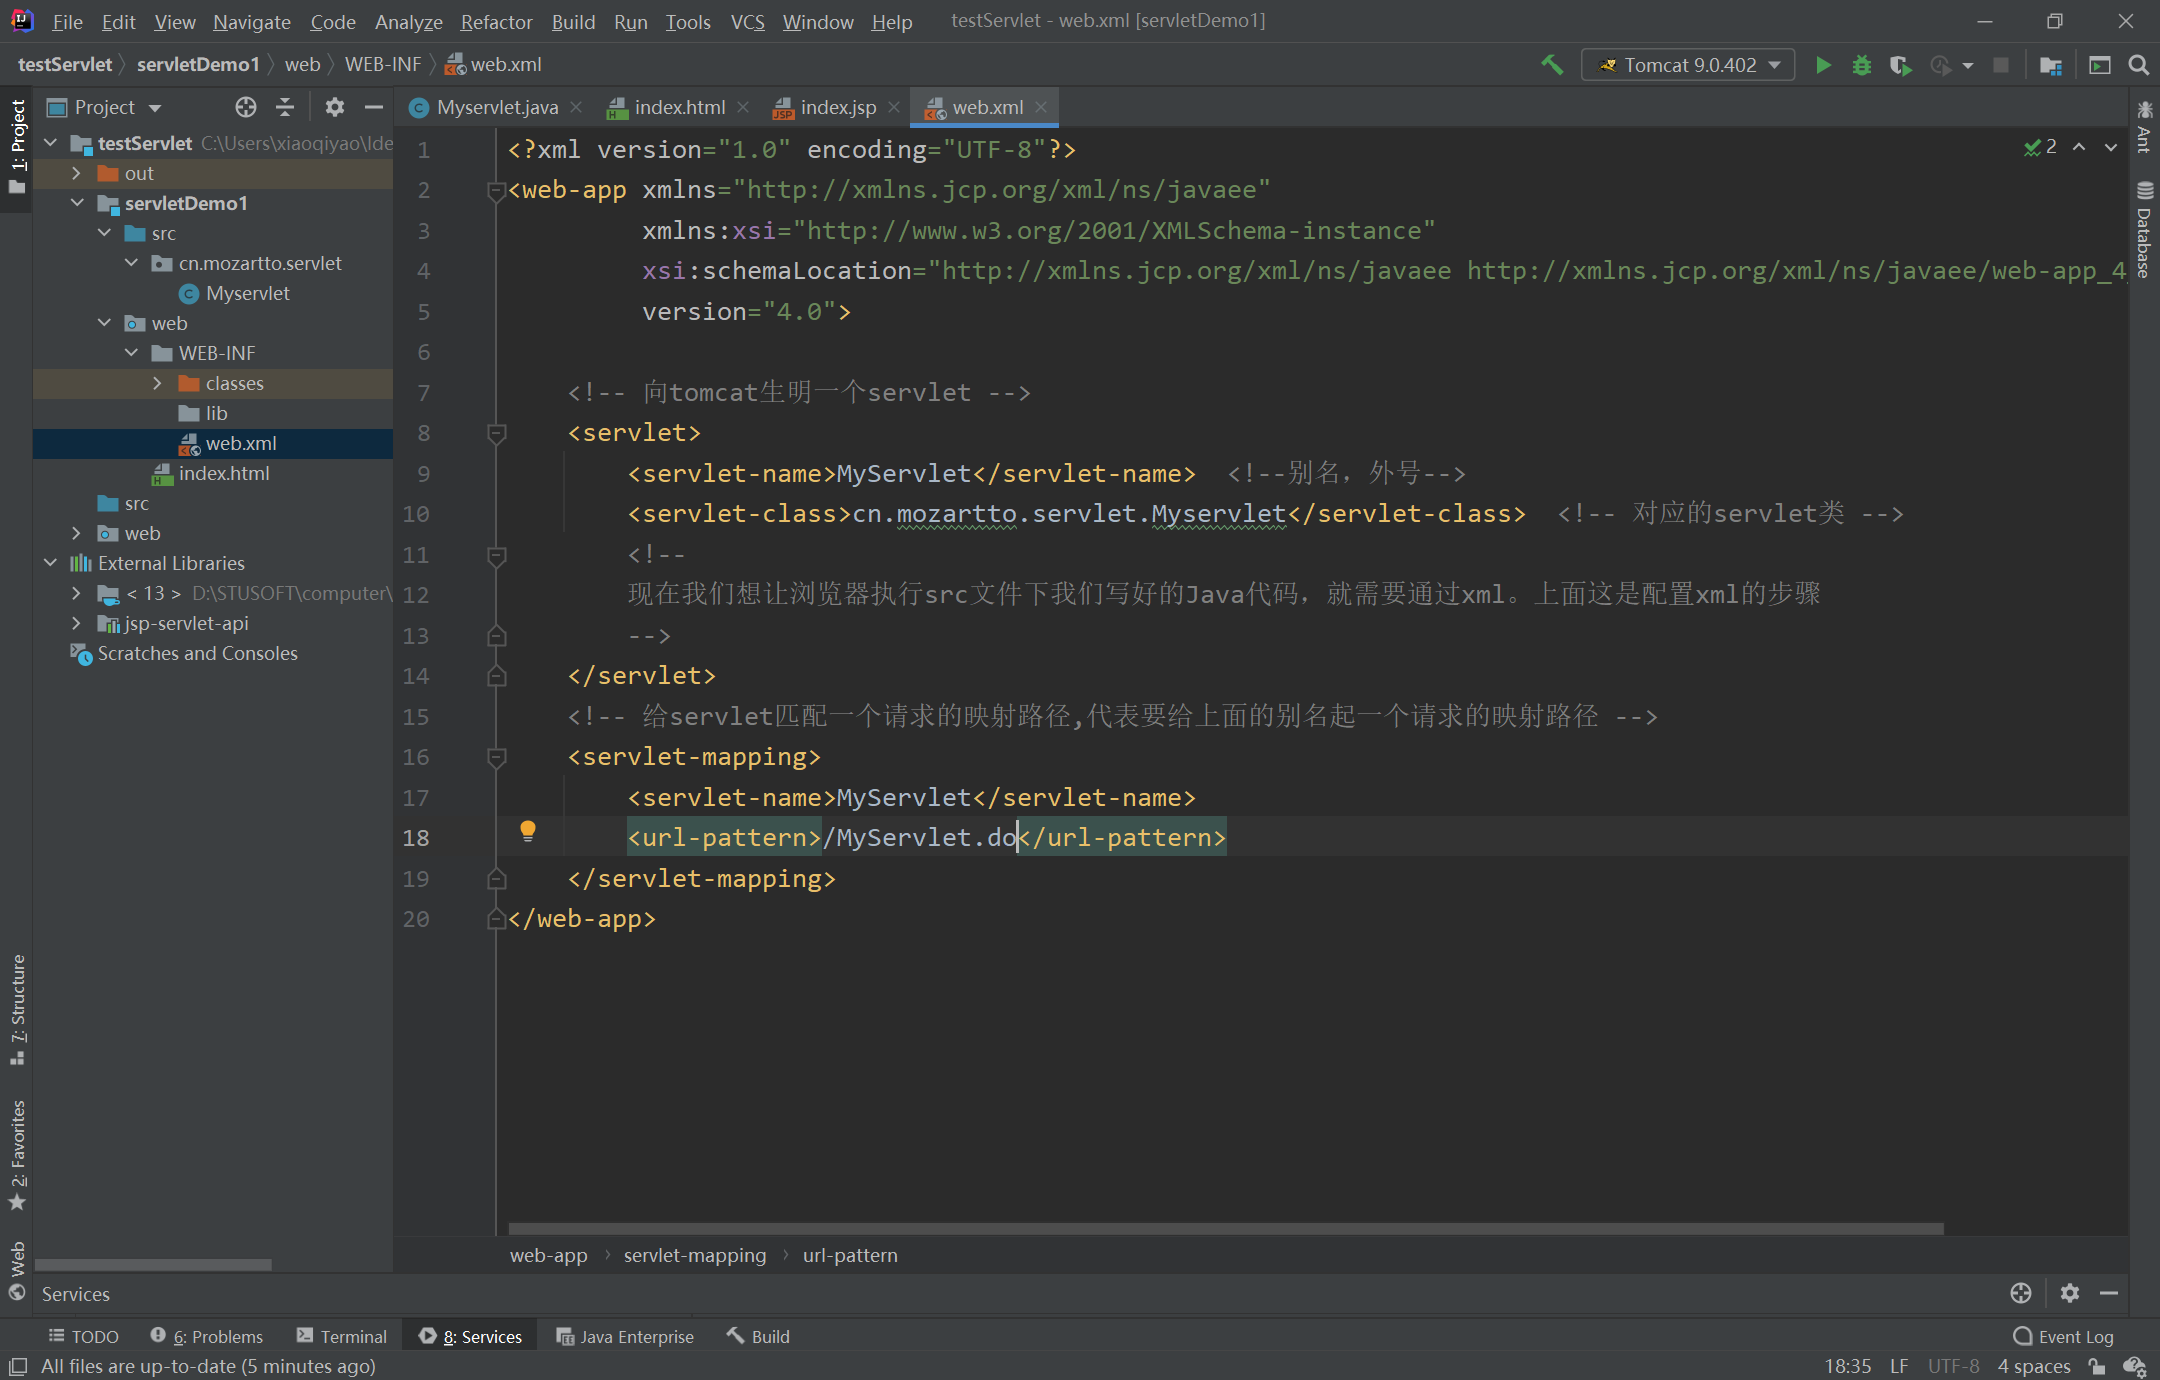 File Edit View Navigate Code Analyze Refactor Build Run Tools VCS Window Help testServlet - web.xml [servletDemo1]
testServlet servletDemo1 web WEB-INF web.xml Tomcat 9.0.402
Project Myservlet.java index.html index.jsp web.xml
1: Project
7: Structure
2: Favorites
Web
testServlet C:\Users\xiaoqiyao\Ide
out
servletDemo1
src
cn.mozartto.servlet
Myservlet
web
WEB-INF
classes
lib
web.xml
index.html
src
web
External Libraries
< 13 > D:\STUSOFT\computer\
jsp-servlet-api
Scratches and Consoles
1 <?xml version="1.0" encoding="UTF-8"?>
2 <web-app xmlns="http://xmlns.jcp.org/xml/ns/javaee"
3 xmlns:xsi="http://www.w3.org/2001/XMLSchema-instance"
4 xsi:schemaLocation="http://xmlns.jcp.org/xml/ns/javaee http://xmlns.jcp.org/xml/ns/javaee/web-app_4_
5 version="4.0">
6
7 <!-- 向tomcat生明一个servlet -->
8 <servlet>
9 <servlet-name>MyServlet</servlet-name> <!--别名，外号-->
10 <servlet-class>cn.mozartto.servlet.Myservlet</servlet-class> <!-- 对应的servlet类 -->
11 <!--
12 现在我们想让浏览器执行src文件下我们写好的Java代码，就需要通过xml。上面这是配置xml的步骤
13 -->
14 </servlet>
15 <!-- 给servlet匹配一个请求的映射路径,代表要给上面的别名起一个请求的映射路径 -->
16 <servlet-mapping>
17 <servlet-name>MyServlet</servlet-name>
18 <url-pattern>/MyServlet.do</url-pattern>
19 </servlet-mapping>
20 </web-app>
2
Ant
Database
web-app servlet-mapping url-pattern
Services
TODO 6: Problems Terminal 8: Services Java Enterprise Build Event Log
All files are up-to-date (5 minutes ago) 18:35 LF UTF-8 4 spaces